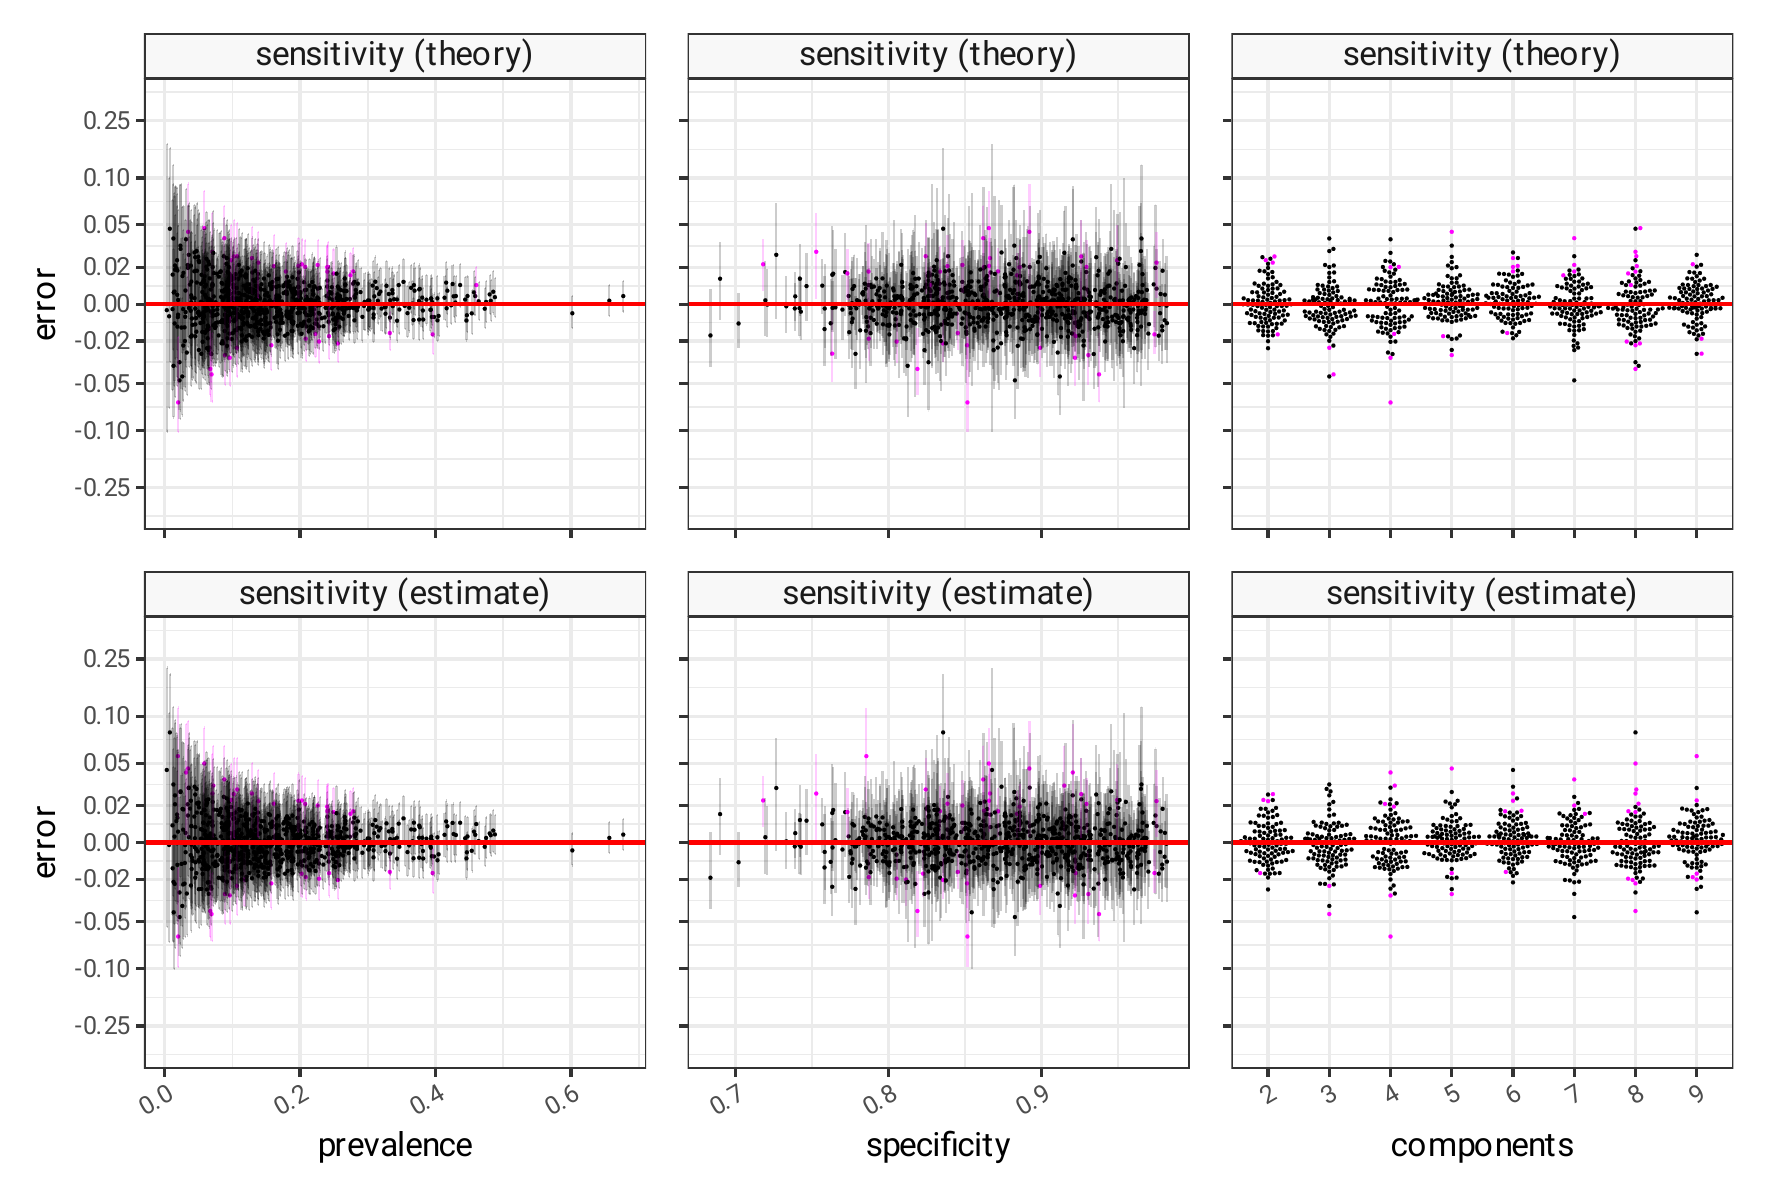 sensitivity (theory)
sensitivity (theory)
sensitivity (theory)
error
0.25
0.10
0.05
0.02
0.00
-0.02
-0.05
-0.10
-0.25
sensitivity (estimate)
sensitivity (estimate)
sensitivity (estimate)
error
0.25
0.10
0.05
0.02
0.00
-0.02
-0.05
-0.10
-0.25
0.0 0.2 0.4 0.6
0.7 0.8 0.9
2 3 4 5 6 7 8 9
prevalence
specificity
components